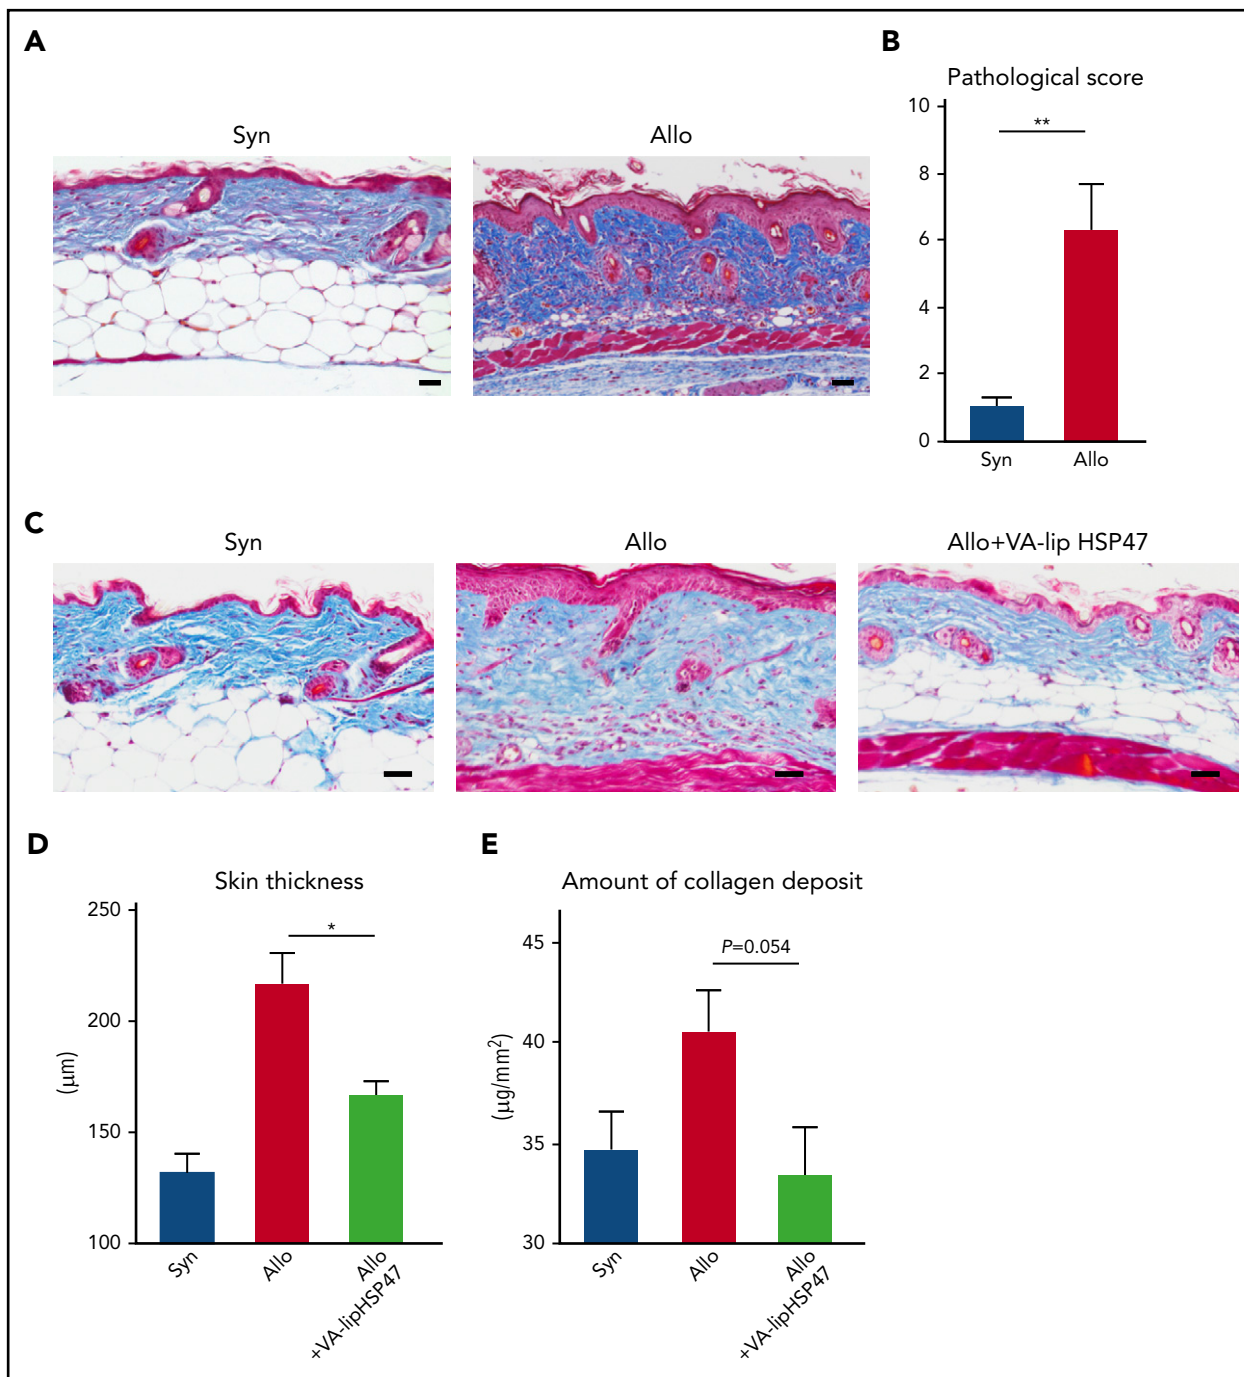 A
Syn
Allo
B
Pathological score
10
8
6
4
2
0
**
Syn
Allo
C
Syn
Allo
Allo+VA-lip HSP47
D
Skin thickness
(μm)
250
200
150
100
*
Syn
Allo
Allo
+VA-lipHSP47
E
Amount of collagen deposit
(μg/mm²)
45
40
35
30
P=0.054
Syn
Allo
Allo
+VA-lipHSP47